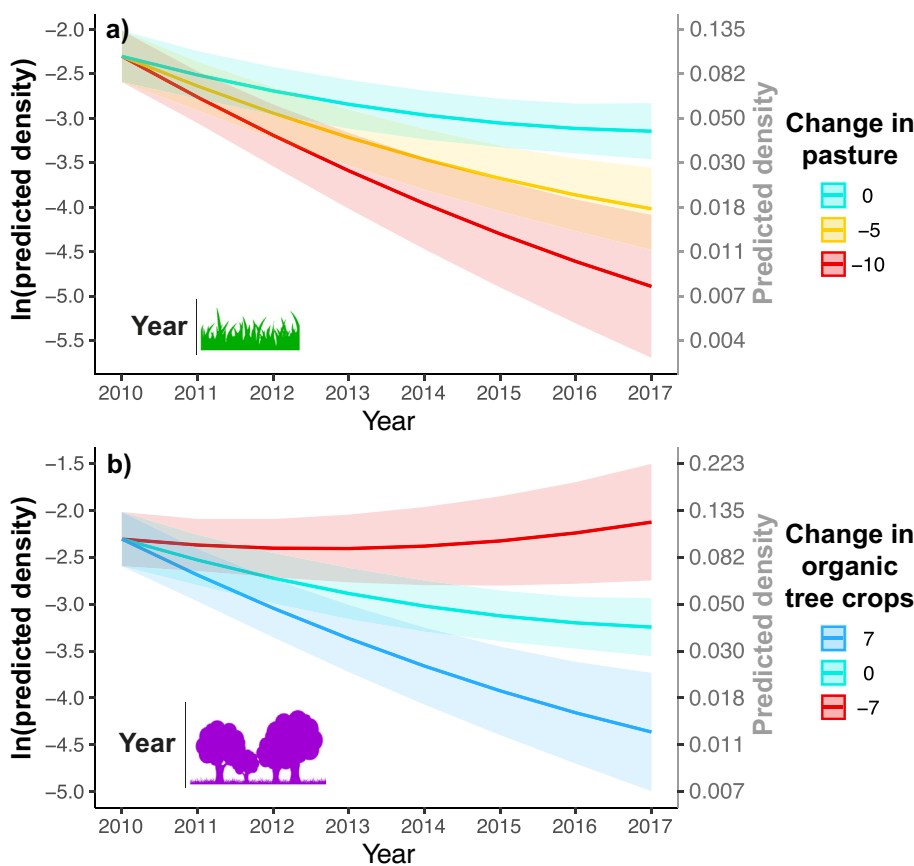 a)
ln(predicted density)
−2.0
−2.5
−3.0
−3.5
−4.0
−4.5
−5.0
−5.5
0.135
0.082
0.050
0.030
0.018
0.011
0.007
0.004
Predicted density
Year
2010 2011 2012 2013 2014 2015 2016 2017
Year
Change in
pasture
0
−5
−10
b)
ln(predicted density)
−1.5
−2.0
−2.5
−3.0
−3.5
−4.0
−4.5
−5.0
0.223
0.135
0.082
0.050
0.030
0.018
0.011
0.007
Predicted density
Year
2010 2011 2012 2013 2014 2015 2016 2017
Year
Change in
organic
tree crops
7
0
−7